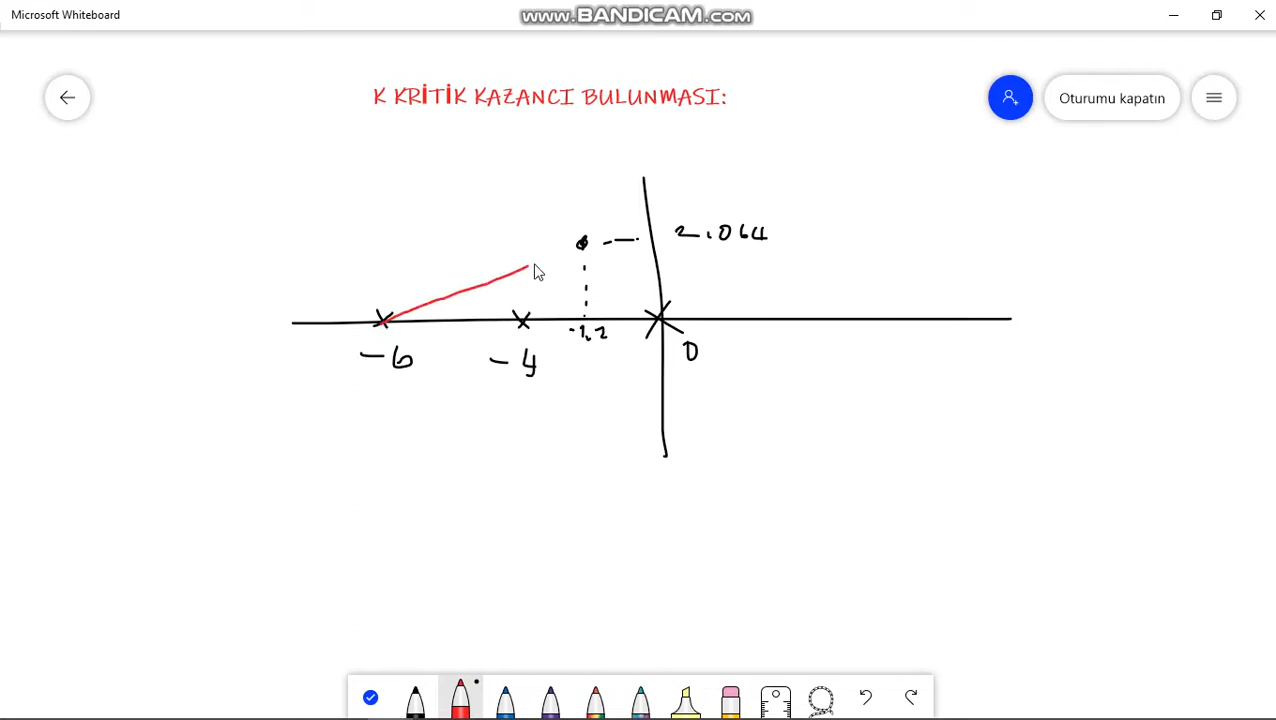 Microsoft Whiteboard
www.BANDICAM.com
K KRİTİK KAZANCI BULUNMASI:
Oturumu kapatın
2.064
-1,2
-6
-4
0